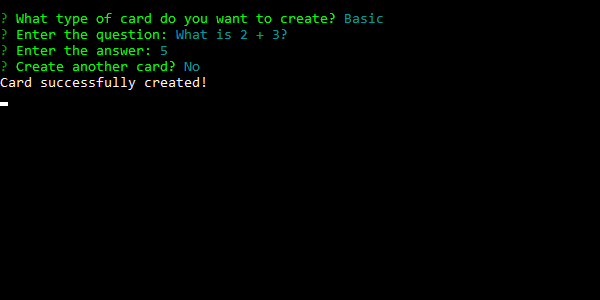 ? What type of card do you want to create? Basic
? Enter the question: What is 2 + 3?
? Enter the answer: 5
? Create another card? No
Card successfully created!